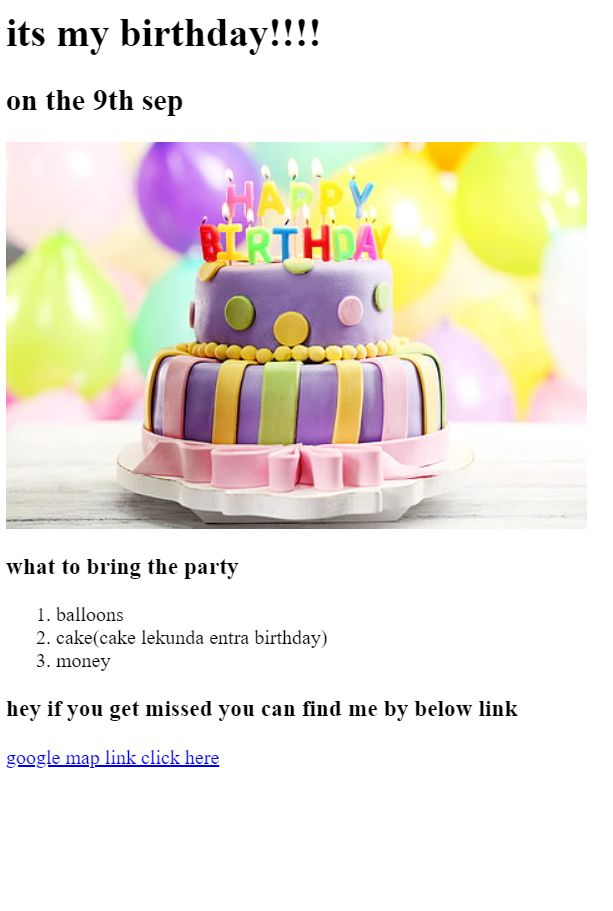 its my birthday!!!!
on the 9th sep
HAPPY
BIRTHDAY
what to bring the party
1. balloons
2. cake(cake lekunda entra birthday)
3. money
hey if you get missed you can find me by below link
google map link click here